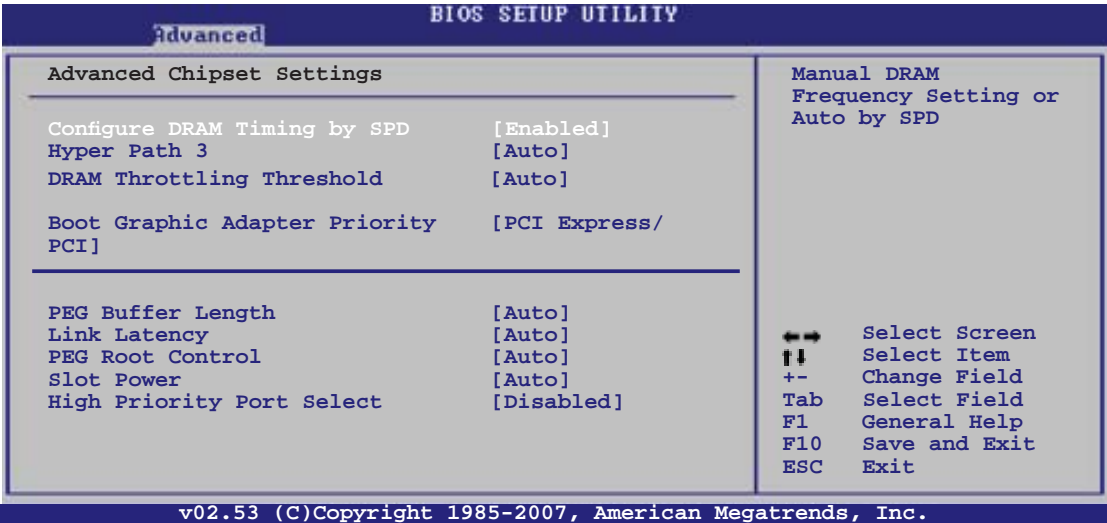 BIOS SETUP UTILITY
Advanced
Advanced Chipset Settings
Configure DRAM Timing by SPD [Enabled]
Hyper Path 3 [Auto]
DRAM Throttling Threshold [Auto]
Boot Graphic Adapter Priority [PCI Express/
PCI]
PEG Buffer Length [Auto]
Link Latency [Auto]
PEG Root Control [Auto]
Slot Power [Auto]
High Priority Port Select [Disabled]
Manual DRAM
Frequency Setting or
Auto by SPD
←→ Select Screen
↑↓ Select Item
+- Change Field
Tab Select Field
F1 General Help
F10 Save and Exit
ESC Exit
v02.53 (C)Copyright 1985-2007, American Megatrends, Inc.